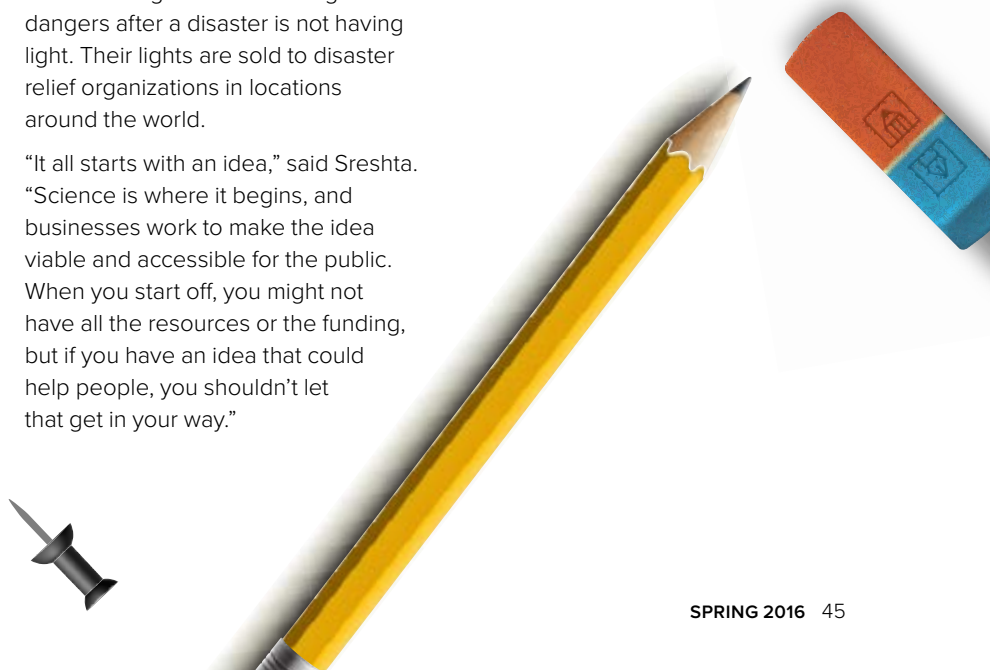 dangers after a disaster is not having
light. Their lights are sold to disaster
relief organizations in locations
around the world.
“It all starts with an idea,” said Sreshta.
“Science is where it begins, and
businesses work to make the idea
viable and accessible for the public.
When you start off, you might not
have all the resources or the funding,
but if you have an idea that could
help people, you shouldn’t let
that get in your way.”
SPRING 2016 45